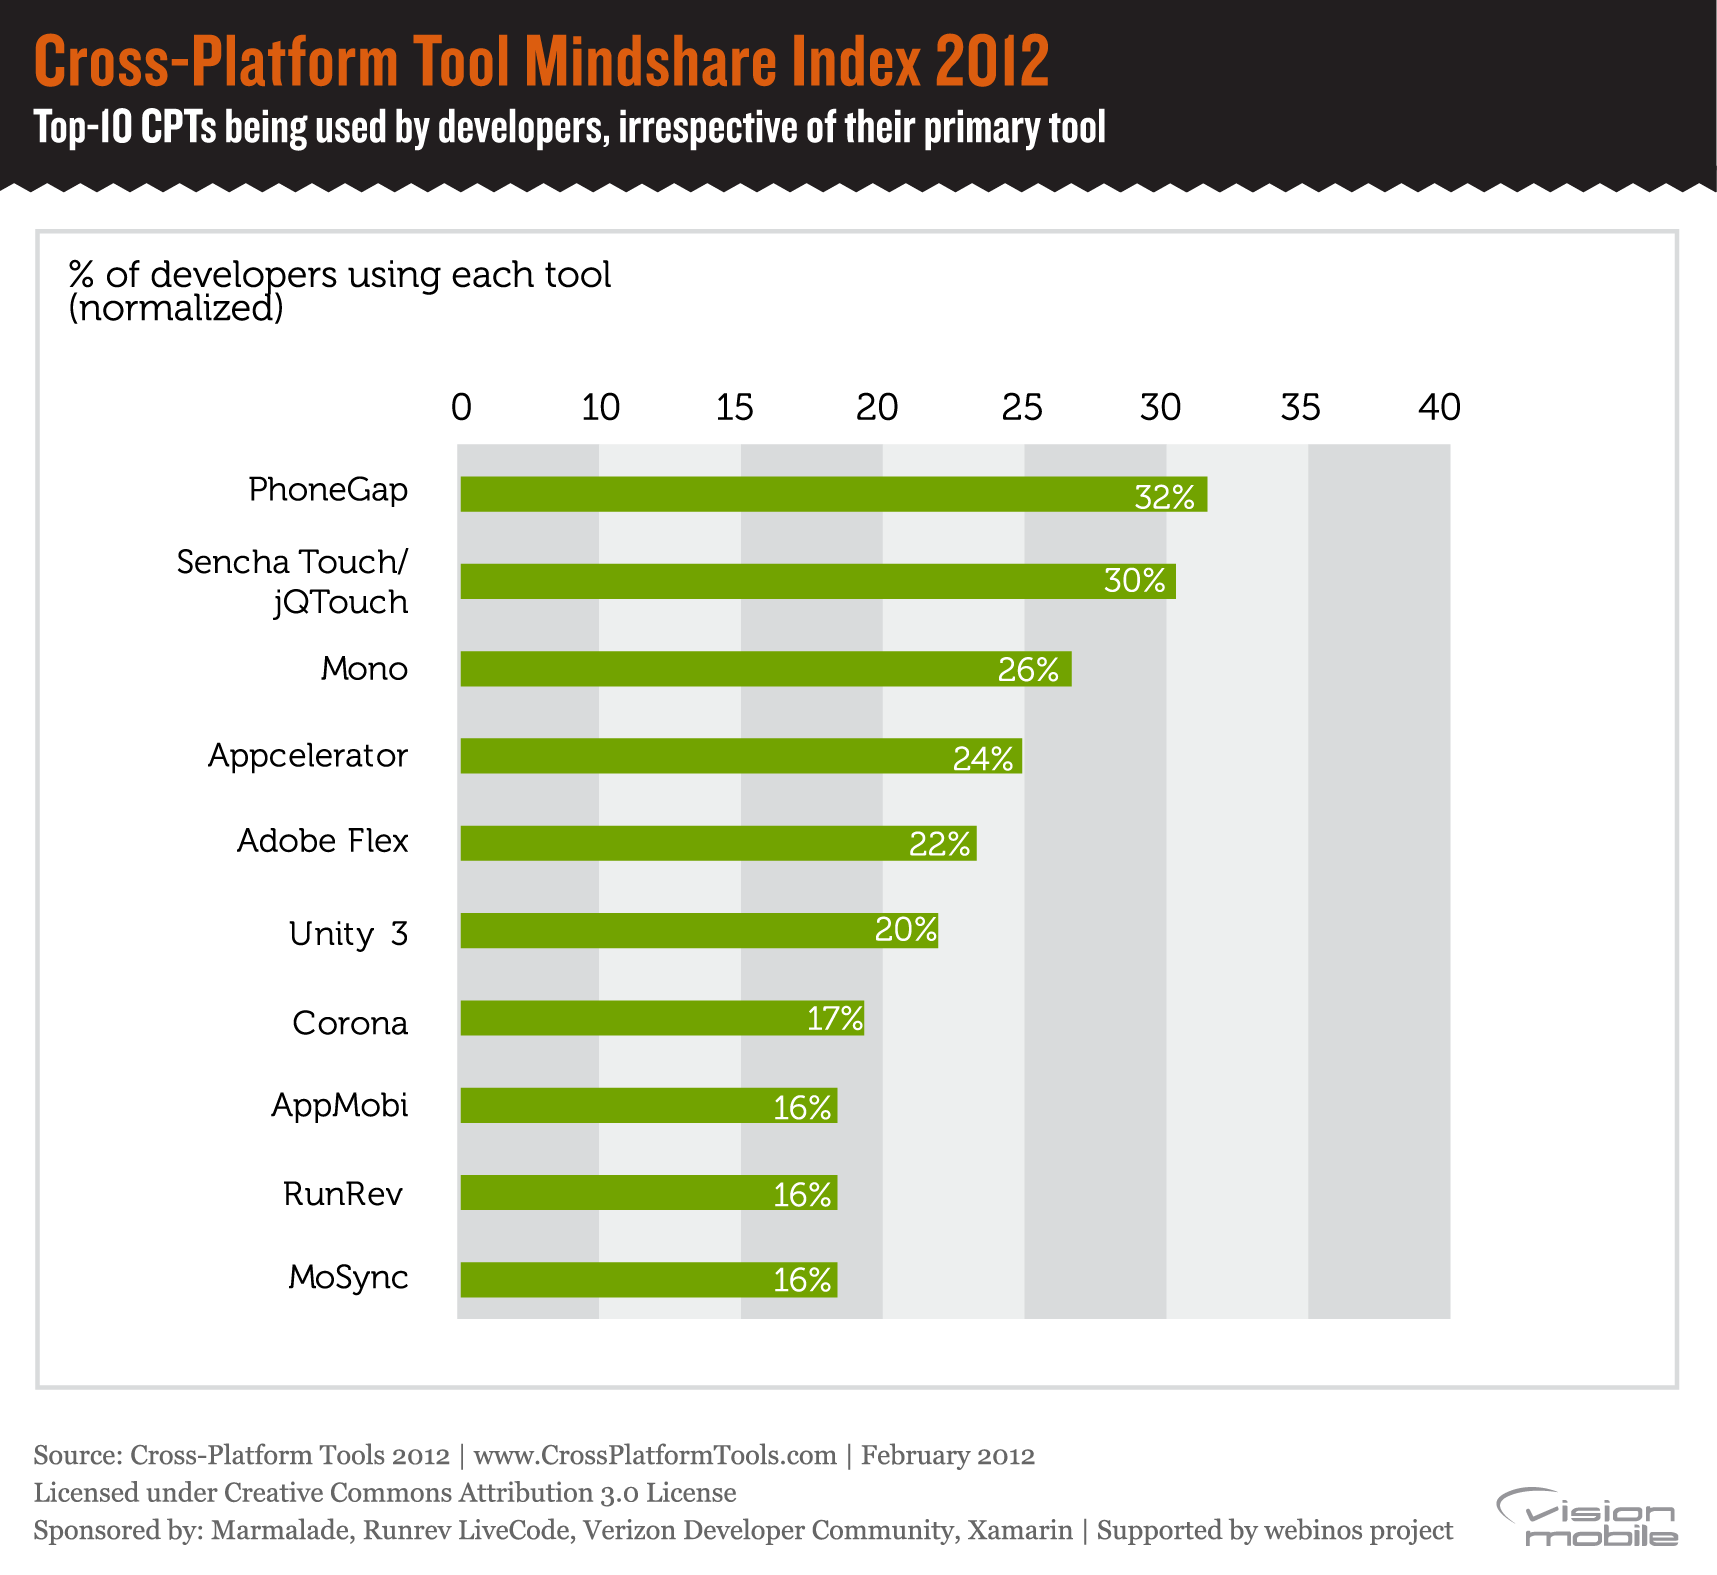 Cross-Platform Tool Mindshare Index 2012
Top-10 CPTs being used by developers, irrespective of their primary tool
% of developers using each tool
(normalized)
0 10 15 20 25 30 35 40
PhoneGap 32%
Sencha Touch/
jQTouch 30%
Mono 26%
Appcelerator 24%
Adobe Flex 22%
Unity 3 20%
Corona 17%
AppMobi 16%
RunRev 16%
MoSync 16%
Source: Cross-Platform Tools 2012 | www.CrossPlatformTools.com | February 2012
Licensed under Creative Commons Attribution 3.0 License
Sponsored by: Marmalade, Runrev LiveCode, Verizon Developer Community, Xamarin | Supported by webinos project
vision
mobile